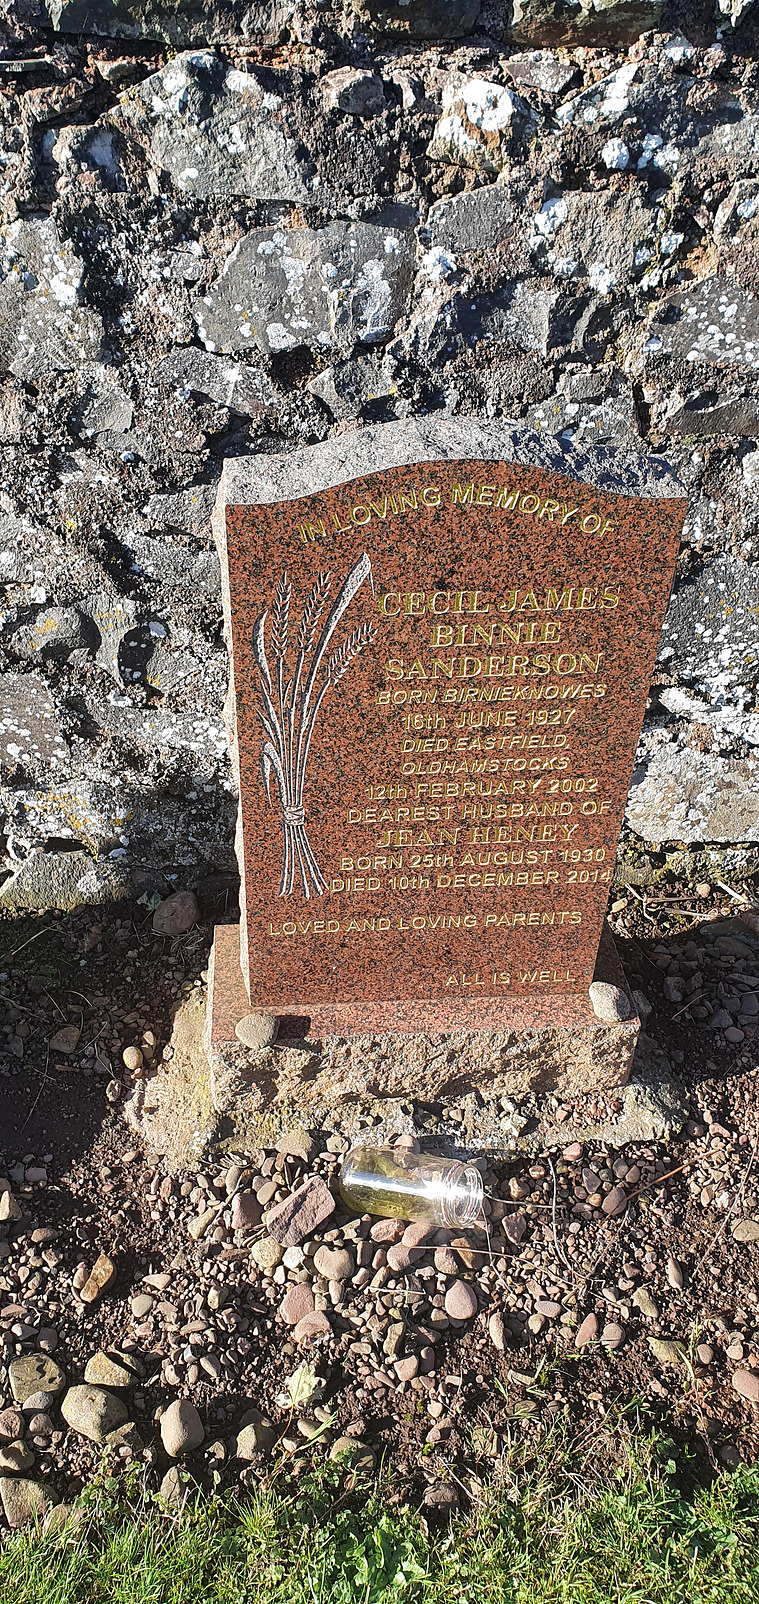 IN LOVING MEMORY OF
CECIL JAMES
BINNIE
SANDERSON
BORN BIRNIEKNOWES
16th JUNE 1927
DIED EASTFIELD,
OLDHAMSTOCKS
12th FEBRUARY 2002
DEAREST HUSBAND OF
JEAN HENEY
BORN 25th AUGUST 1930
DIED 10th DECEMBER 2014
LOVED AND LOVING PARENTS
ALL IS WELL